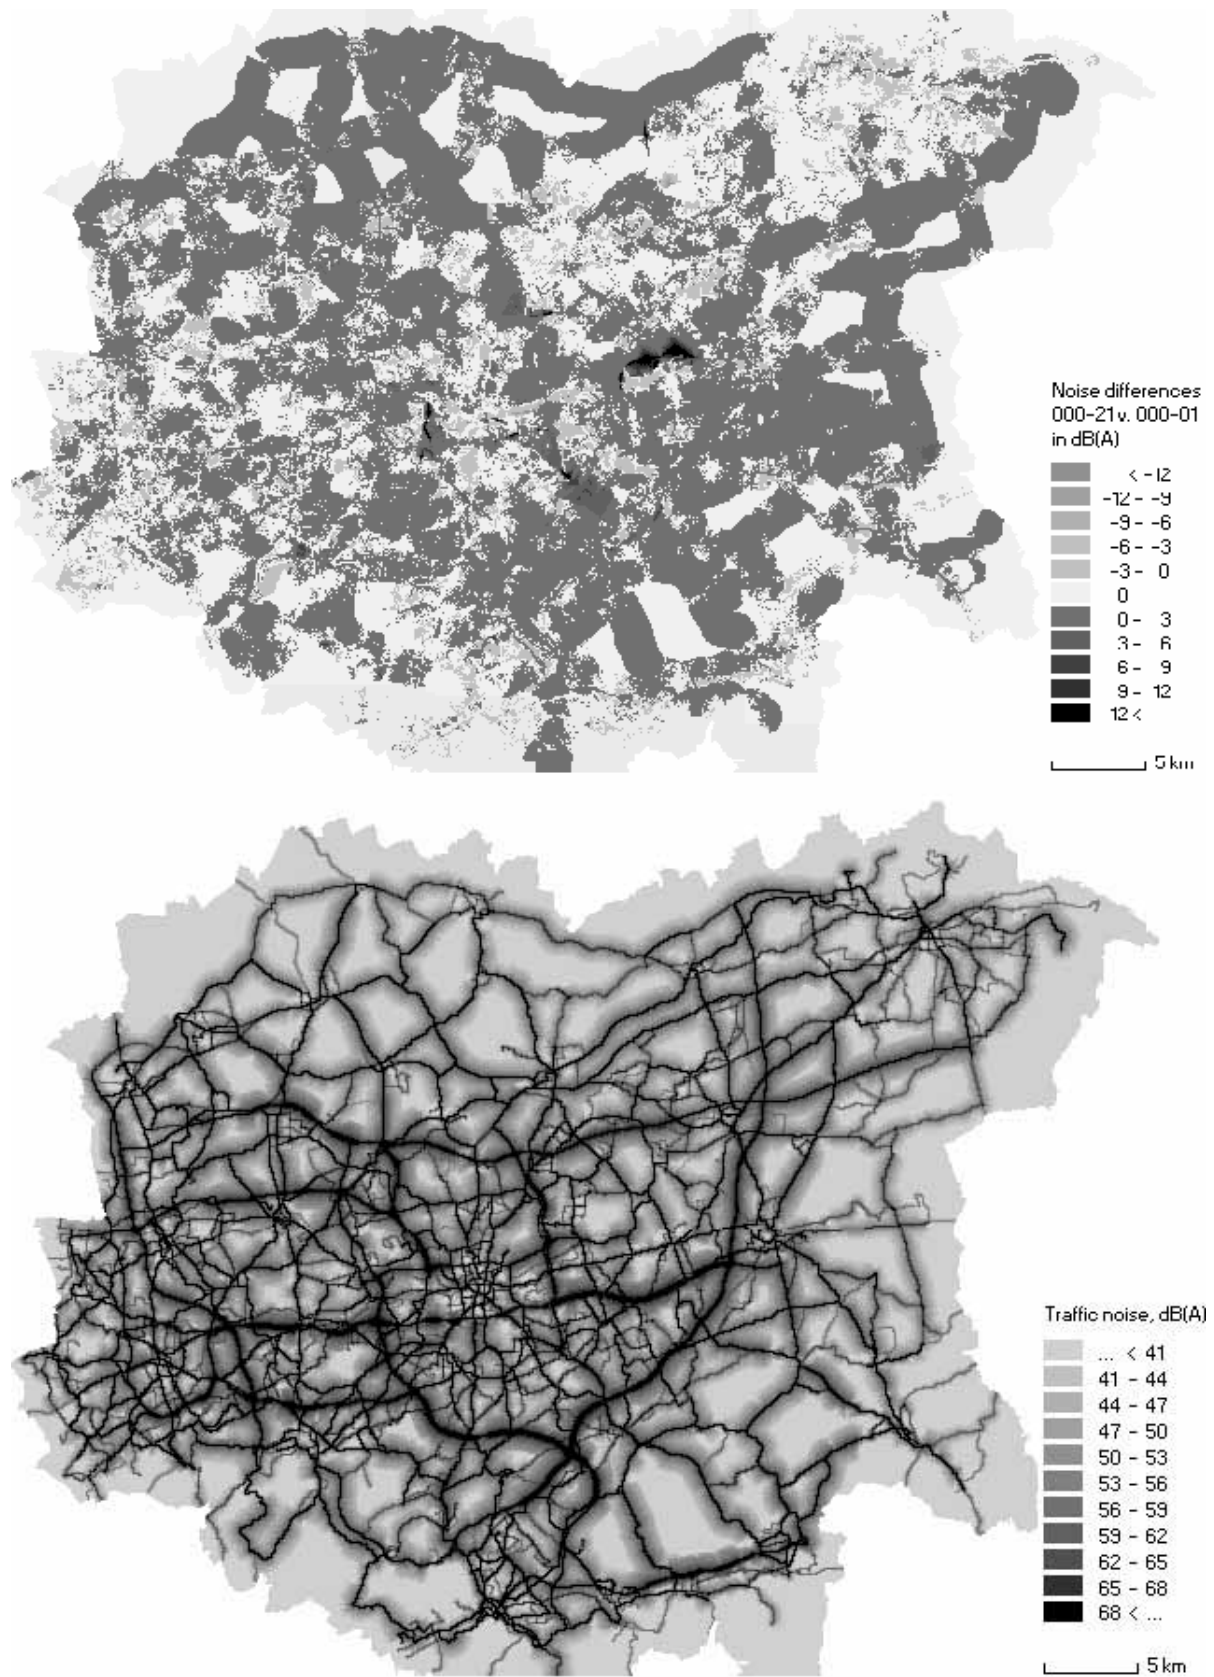 Noise differences
000-21 v. 000-01
in dB(A)
< -12
-12 - -9
-9 - -6
-6 - -3
-3 - 0
0
0 - 3
3 - 6
6 - 9
9 - 12
12 <
5 km
Traffic noise, dB(A)
... < 41
41 - 44
44 - 47
47 - 50
50 - 53
53 - 56
56 - 59
59 - 62
62 - 65
65 - 68
68 < ...
5 km